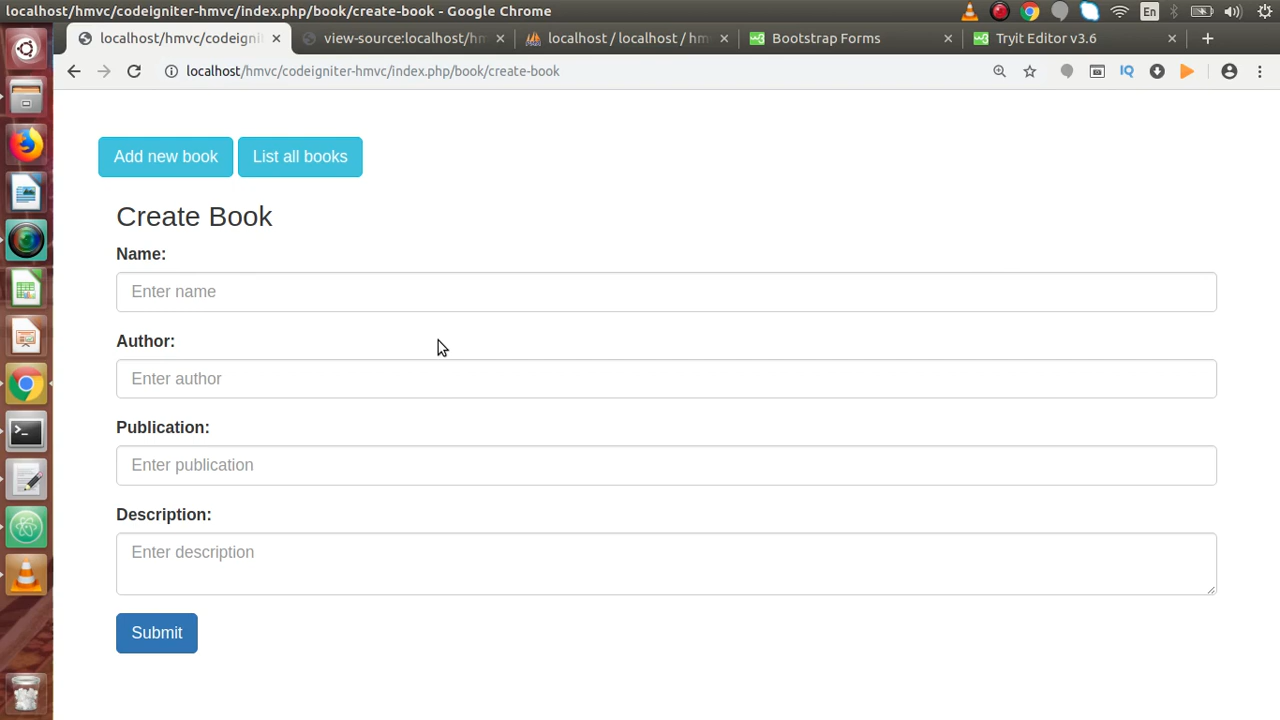 localhost/hmvc/codeigniter-hmvc/index.php/book/create-book - Google Chrome
En
localhost/hmvc/codeigni
view-source:localhost/hm
localhost / localhost / hm
Bootstrap Forms
Tryit Editor v3.6
localhost/hmvc/codeigniter-hmvc/index.php/book/create-book
IQ
Add new book
List all books
Create Book
Name:
Enter name
Author:
Enter author
Publication:
Enter publication
Description:
Enter description
Submit